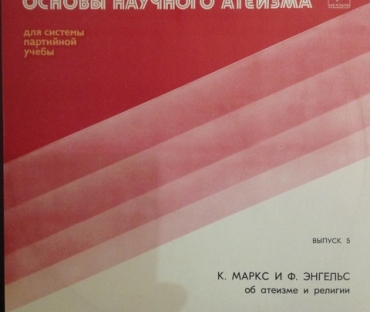 ОСНОВЫ НАУЧНОГО АТЕИЗМА
для системы
партийной
учебы
ВЫПУСК 5
К. МАРКС И Ф. ЭНГЕЛЬС
об атеизме и религии